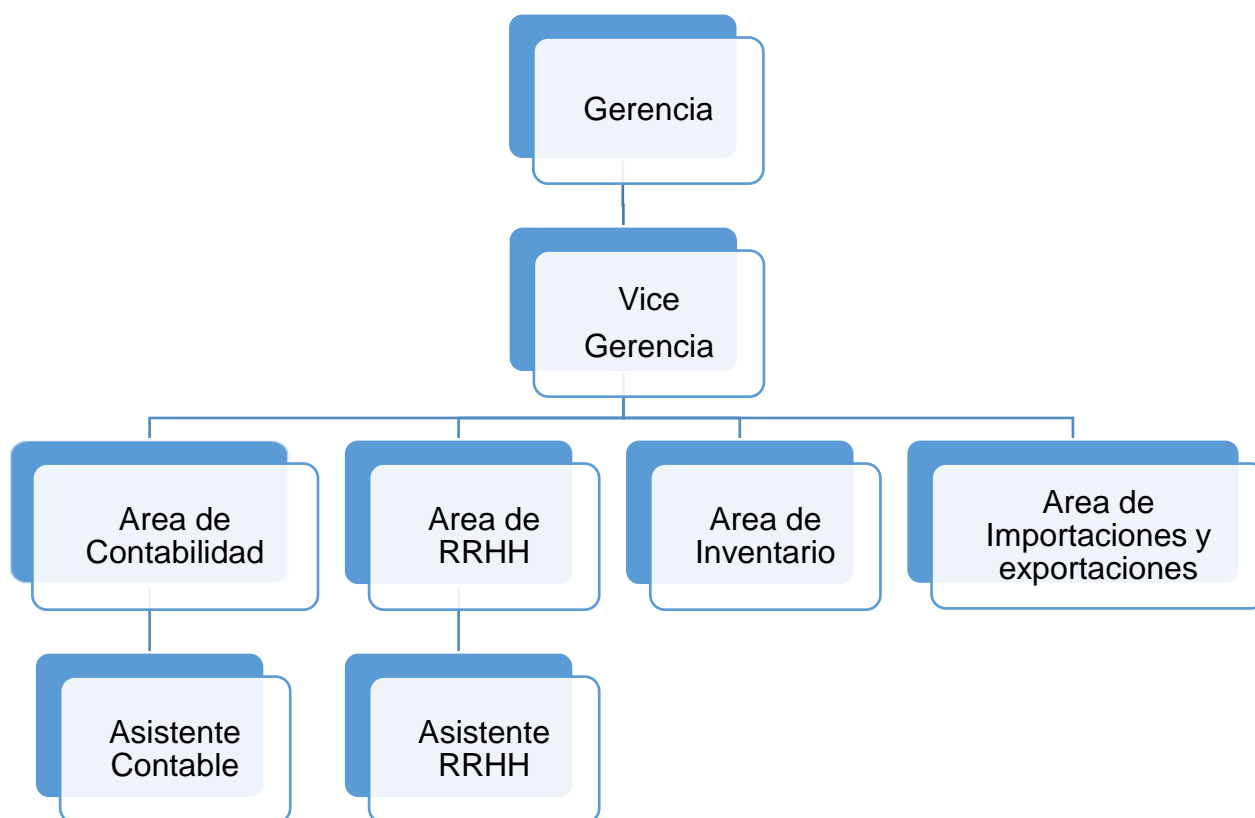 Gerencia
Vice
Gerencia
Area de
Contabilidad
Area de
RRHH
Area de
Inventario
Area de
Importaciones y
exportaciones
Asistente
Contable
Asistente
RRHH